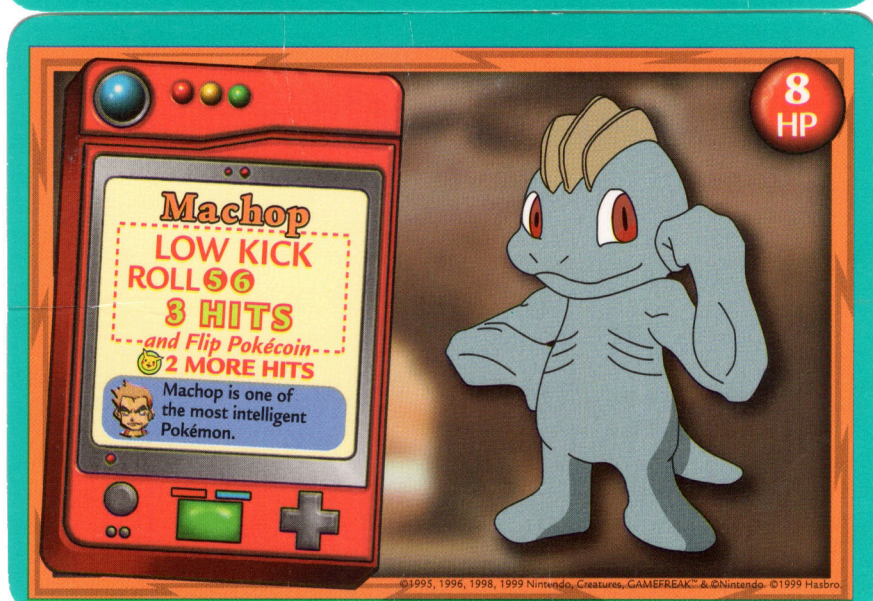 8
HP
Machop
LOW KICK
ROLL 5 6
3 HITS
and Flip Pokécoin
2 MORE HITS
Machop is one of
the most intelligent
Pokémon.
©1995, 1996, 1998, 1999 Nintendo, Creatures, GAMEFREAK™ & ©Nintendo. ©1999 Hasbro.